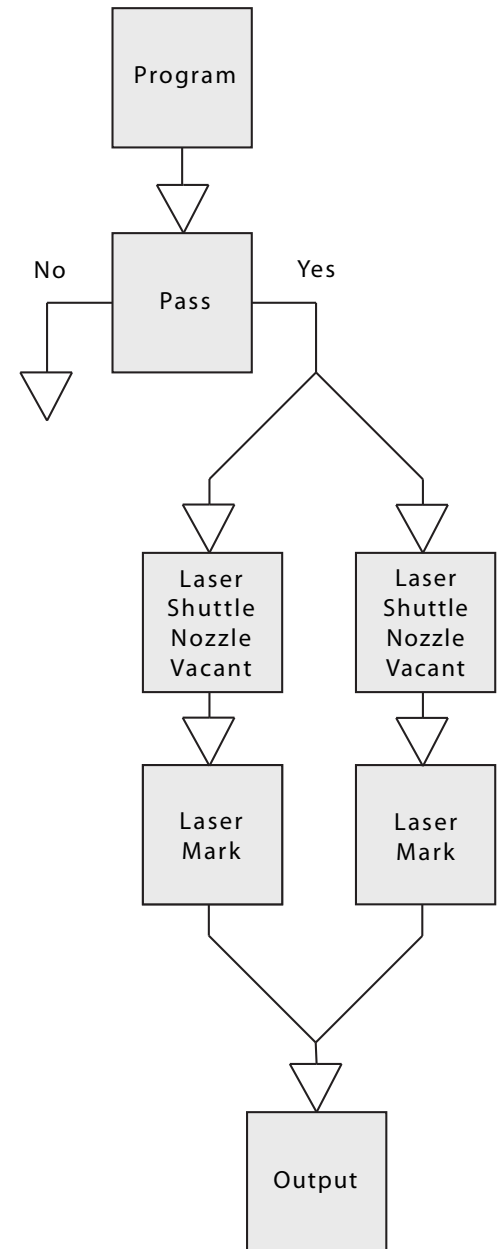 Program
No
Yes
Pass
Laser
Shuttle
Nozzle
Vacant
Laser
Shuttle
Nozzle
Vacant
Laser
Mark
Laser
Mark
Output